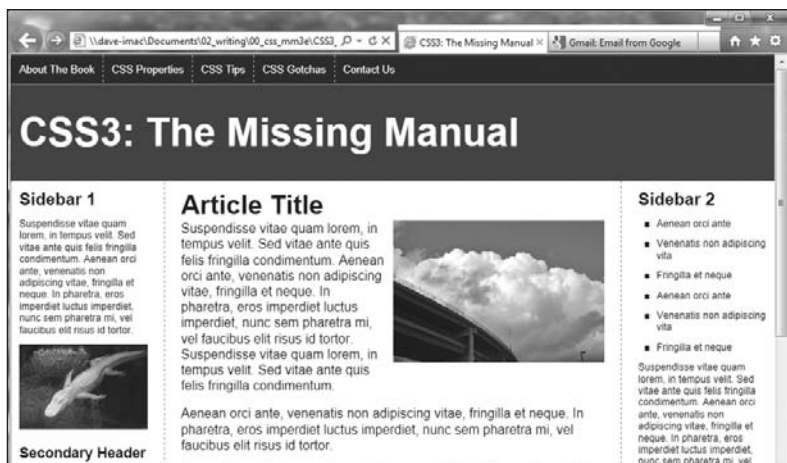 \\dave-imac\Documents\02_writing\00_css_mm3e\CSS3_
CSS3: The Missing Manual
Gmail: Email from Google
About The Book
CSS Properties
CSS Tips
CSS Gotchas
Contact Us
CSS3: The Missing Manual
Sidebar 1
Suspendisse vitae quam
lorem, in tempus velit. Sed
vitae ante quis felis fringilla
condimentum. Aenean orci
ante, venenatis non
adipiscing vitae, fringilla et
neque. In pharetra, eros
imperdiet luctus imperdiet,
nunc sem pharetra mi, vel
faucibus elit risus id tortor.
Secondary Header
Article Title
Suspendisse vitae quam lorem, in
tempus velit. Sed vitae ante quis
felis fringilla condimentum. Aenean
orci ante, venenatis non adipiscing
vitae, fringilla et neque. In
pharetra, eros imperdiet luctus
imperdiet, nunc sem pharetra mi,
vel faucibus elit risus id tortor.
Suspendisse vitae quam lorem, in
tempus velit. Sed vitae ante quis
felis fringilla condimentum.
Aenean orci ante, venenatis non adipiscing vitae, fringilla et neque. In
pharetra, eros imperdiet luctus imperdiet, nunc sem pharetra mi, vel
faucibus elit risus id tortor.
Sidebar 2
Aenean orci ante
Venenatis non adipiscing
vita
Fringilla et neque
Aenean orci ante
Venenatis non adipiscing
vita
Fringilla et neque
Suspendisse vitae quam
lorem, in tempus velit. Sed
vitae ante quis felis fringilla
condimentum. Aenean orci
ante, venenatis non
adipiscing vitae, fringilla et
neque. In pharetra, eros
imperdiet luctus imperdiet,
nunc sem pharetra mi, vel